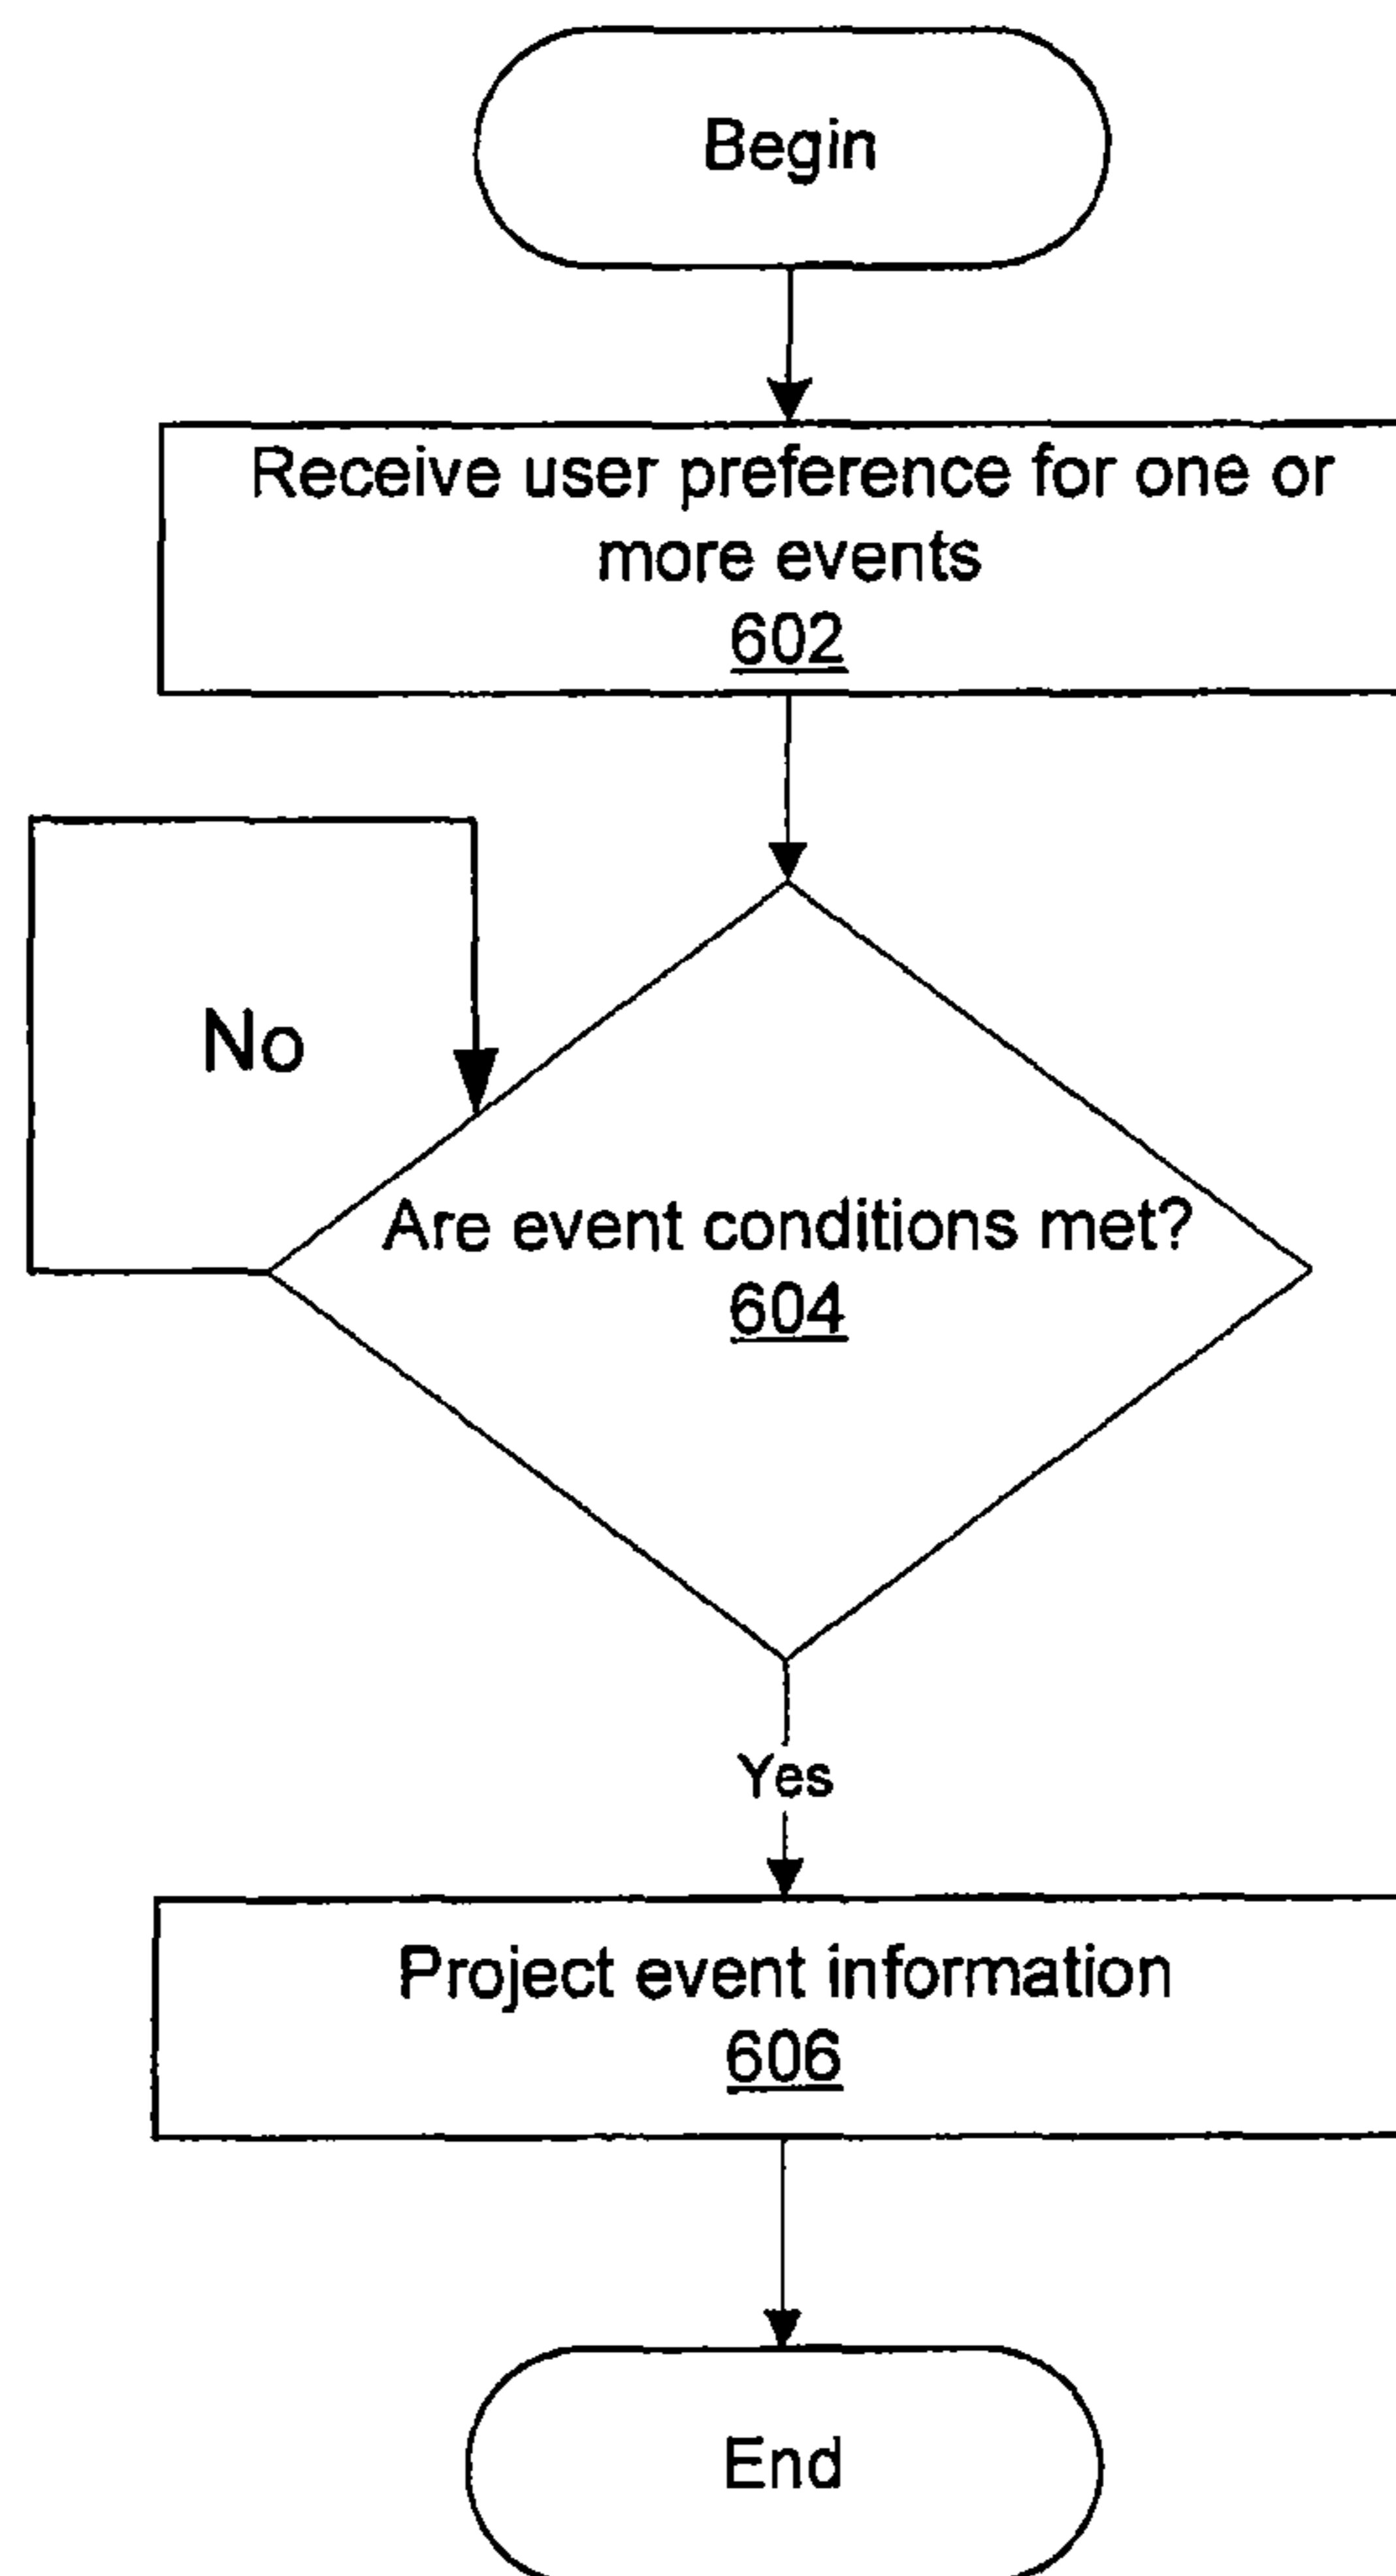 Begin
Receive user preference for one or
more events
602
No
Are event conditions met?
604
Yes
Project event information
606
End